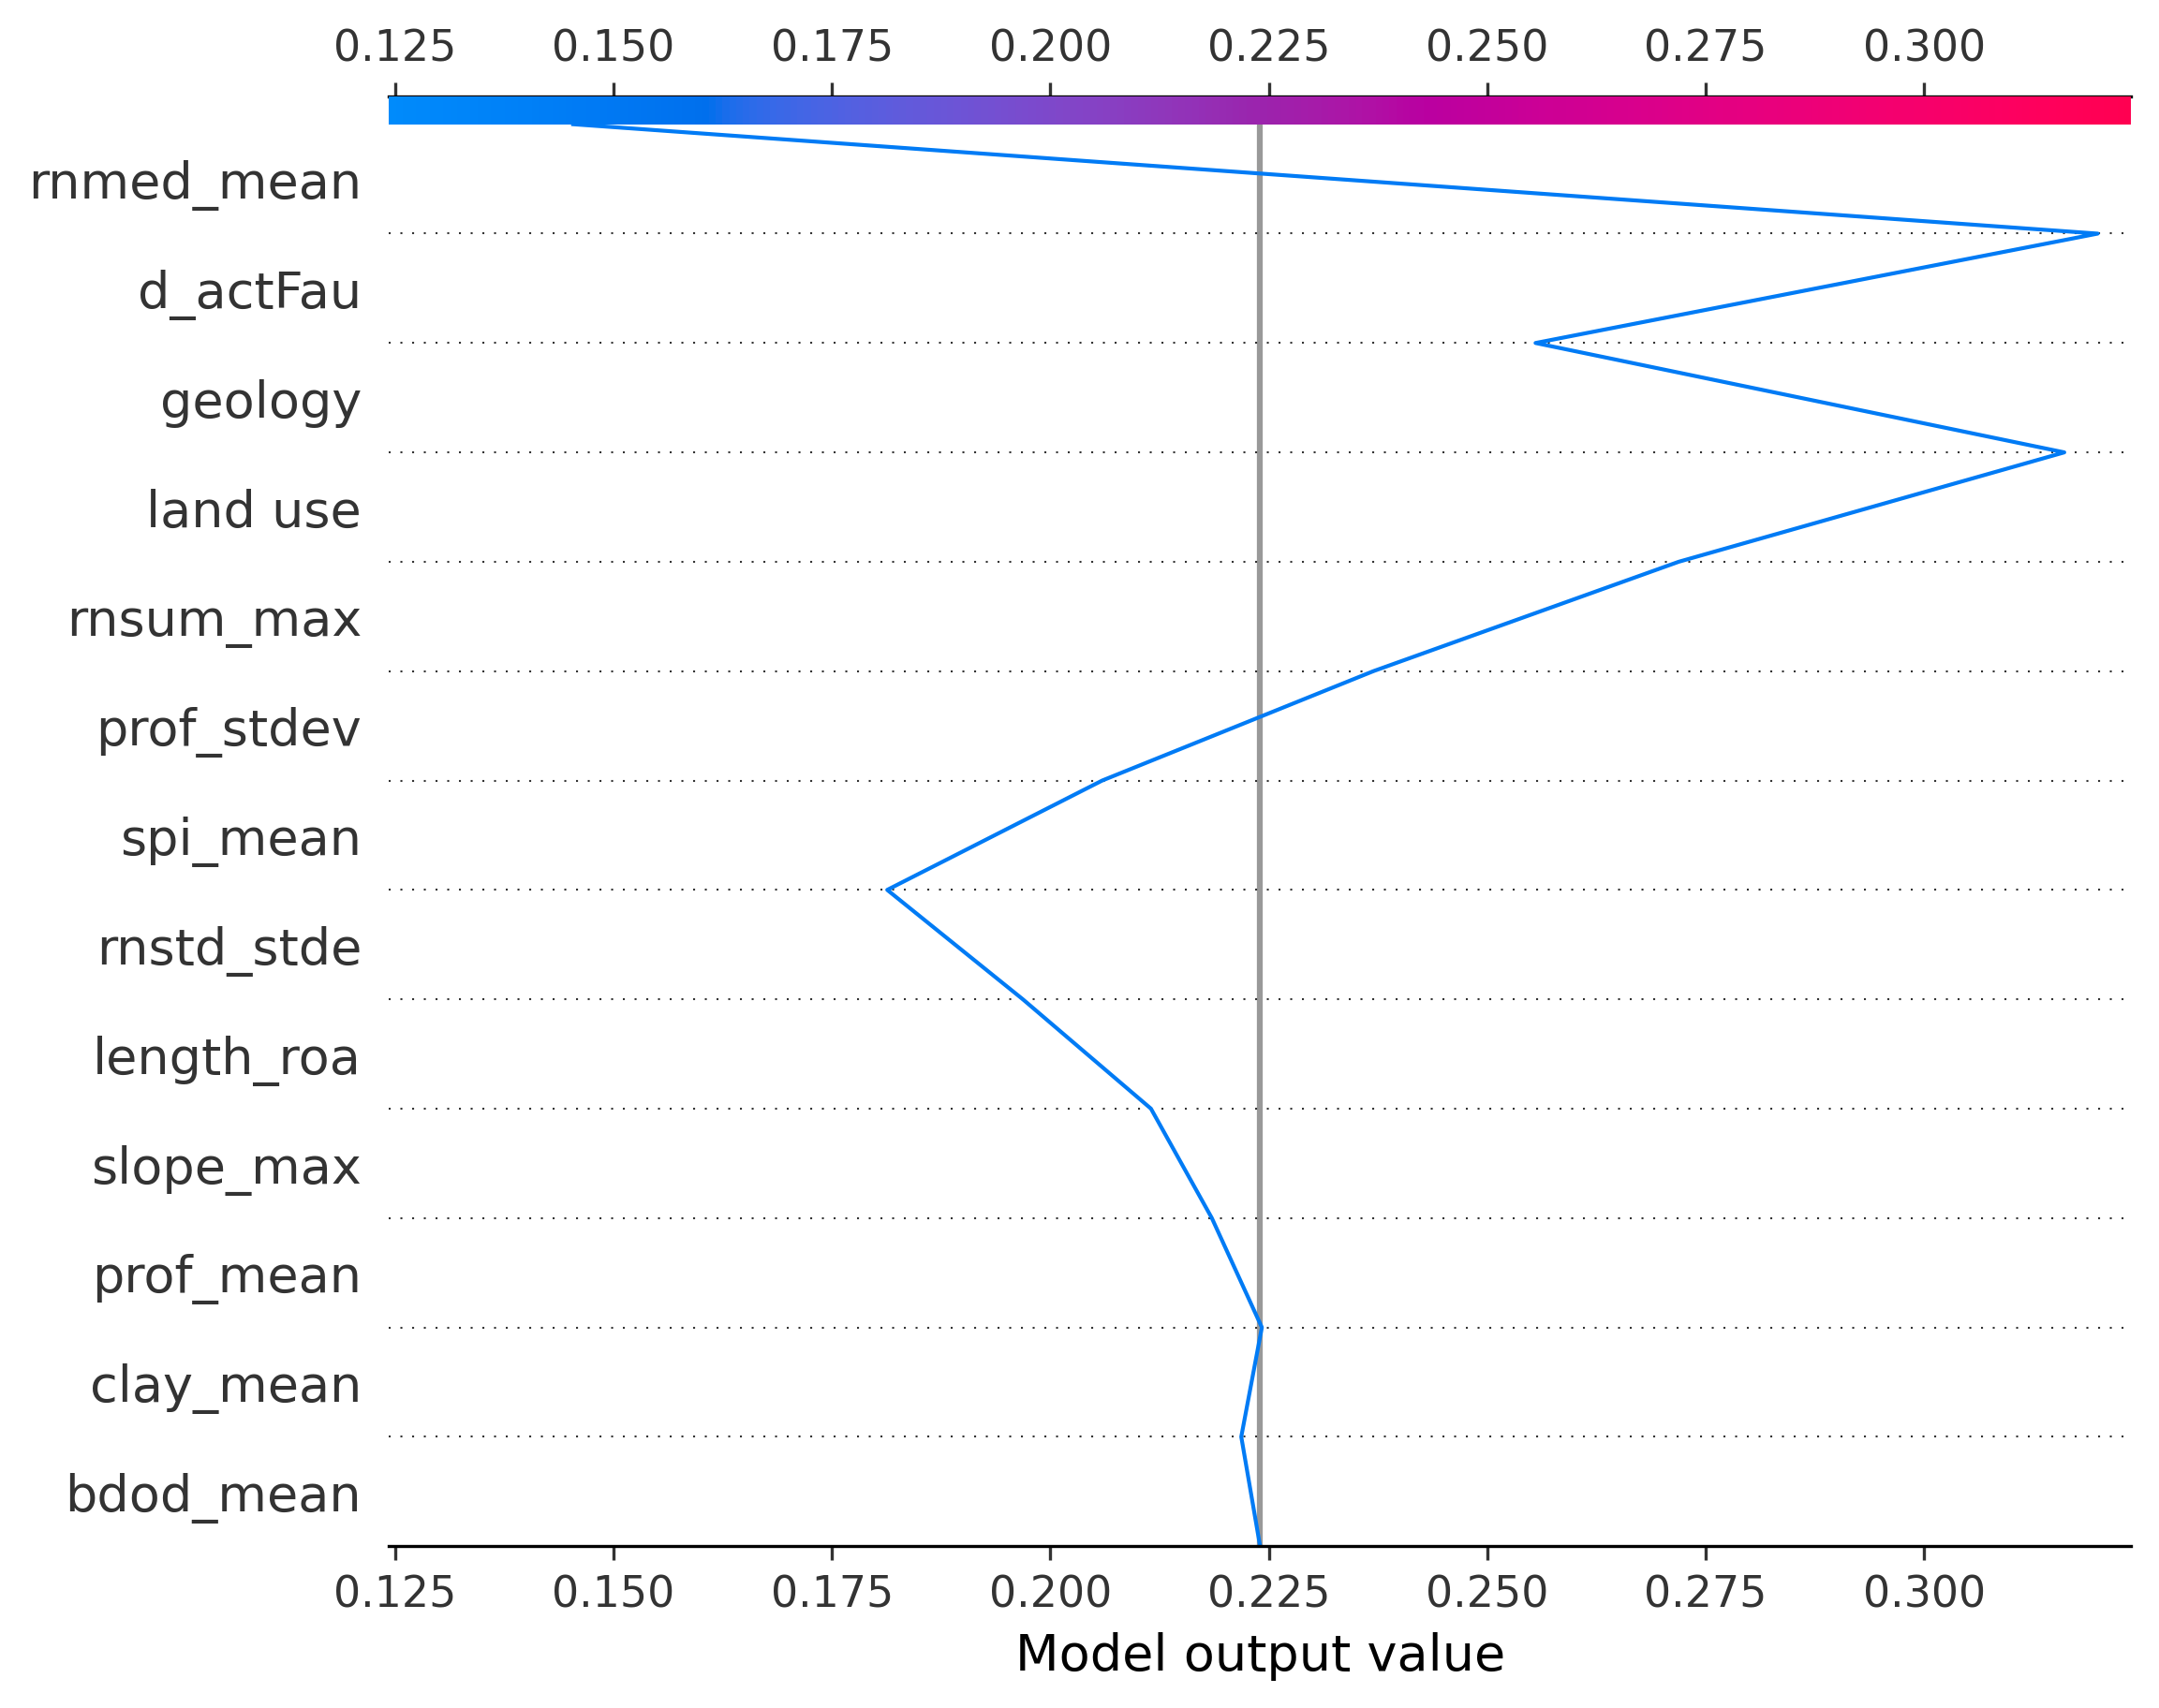 0.125 0.150 0.175 0.200 0.225 0.250 0.275 0.300
rnmed_mean
d_actFau
geology
land use
rnsum_max
prof_stdev
spi_mean
rnstd_stde
length_roa
slope_max
prof_mean
clay_mean
bdod_mean
0.125 0.150 0.175 0.200 0.225 0.250 0.275 0.300
Model output value